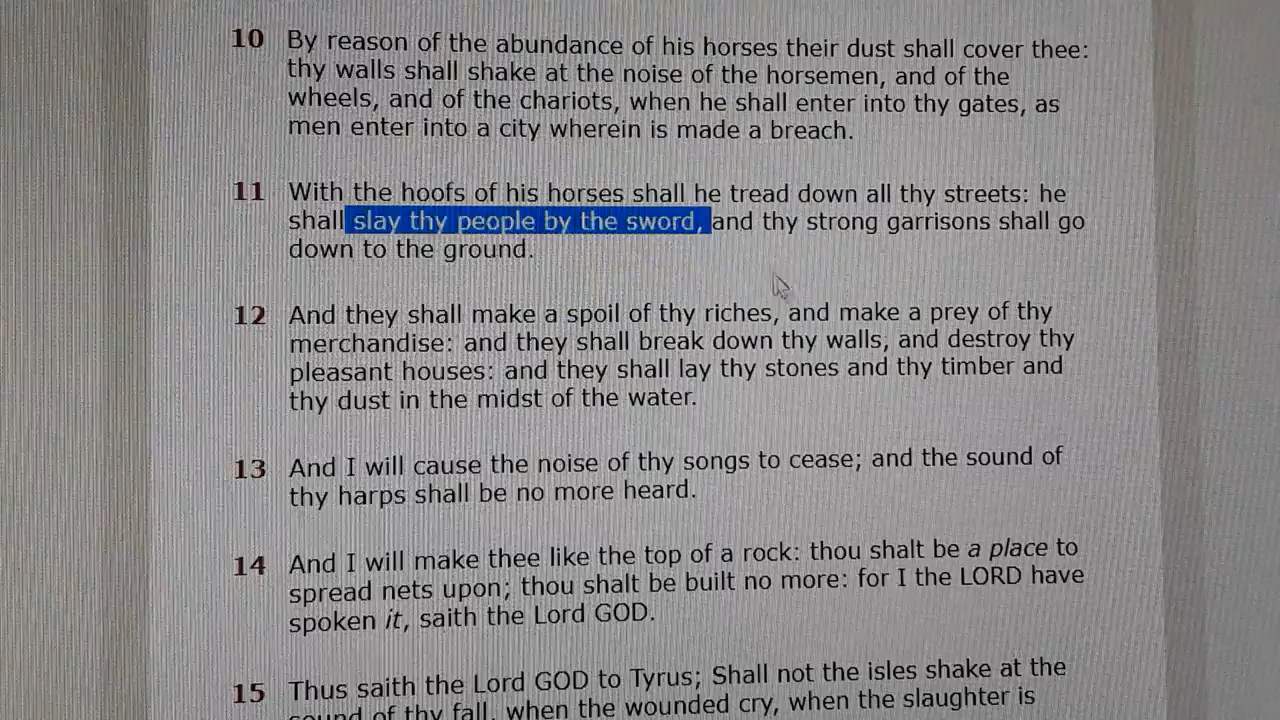 10 By reason of the abundance of his horses their dust shall cover thee:
thy walls shall shake at the noise of the horsemen, and of the
wheels, and of the chariots, when he shall enter into thy gates, as
men enter into a city wherein is made a breach.
11 With the hoofs of his horses shall he tread down all thy streets: he
shall slay thy people by the sword, and thy strong garrisons shall go
down to the ground.
12 And they shall make a spoil of thy riches, and make a prey of thy
merchandise: and they shall break down thy walls, and destroy thy
pleasant houses: and they shall lay thy stones and thy timber and
thy dust in the midst of the water.
13 And I will cause the noise of thy songs to cease; and the sound of
thy harps shall be no more heard.
14 And I will make thee like the top of a rock: thou shalt be a place to
spread nets upon; thou shalt be built no more: for I the LORD have
spoken it, saith the Lord GOD.
15 Thus saith the Lord GOD to Tyrus; Shall not the isles shake at the
sound of thy fall, when the wounded cry, when the slaughter is